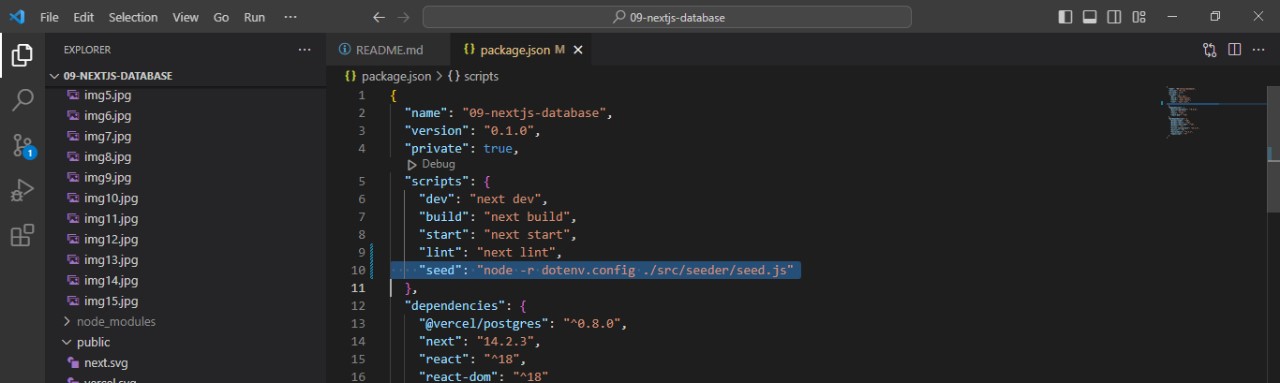 File Edit Selection View Go Run ··· 09-nextjs-database
EXPLORER ···
09-NEXTJS-DATABASE
img5.jpg
img6.jpg
img7.jpg
img8.jpg
img9.jpg
img10.jpg
img11.jpg
img12.jpg
img13.jpg
img14.jpg
img15.jpg
node_modules
public
next.svg
vercel.svg
1
README.md {} package.json M
{} package.json > {} scripts
1 {
2 "name": "09-nextjs-database",
3 "version": "0.1.0",
4 "private": true,
Debug
5 "scripts": {
6 "dev": "next dev",
7 "build": "next build",
8 "start": "next start",
9 "lint": "next lint",
10 "seed": "node -r dotenv.config ./src/seeder/seed.js"
11 },
12 "dependencies": {
13 "@vercel/postgres": "^0.8.0",
14 "next": "14.2.3",
15 "react": "^18",
16 "react-dom": "^18"